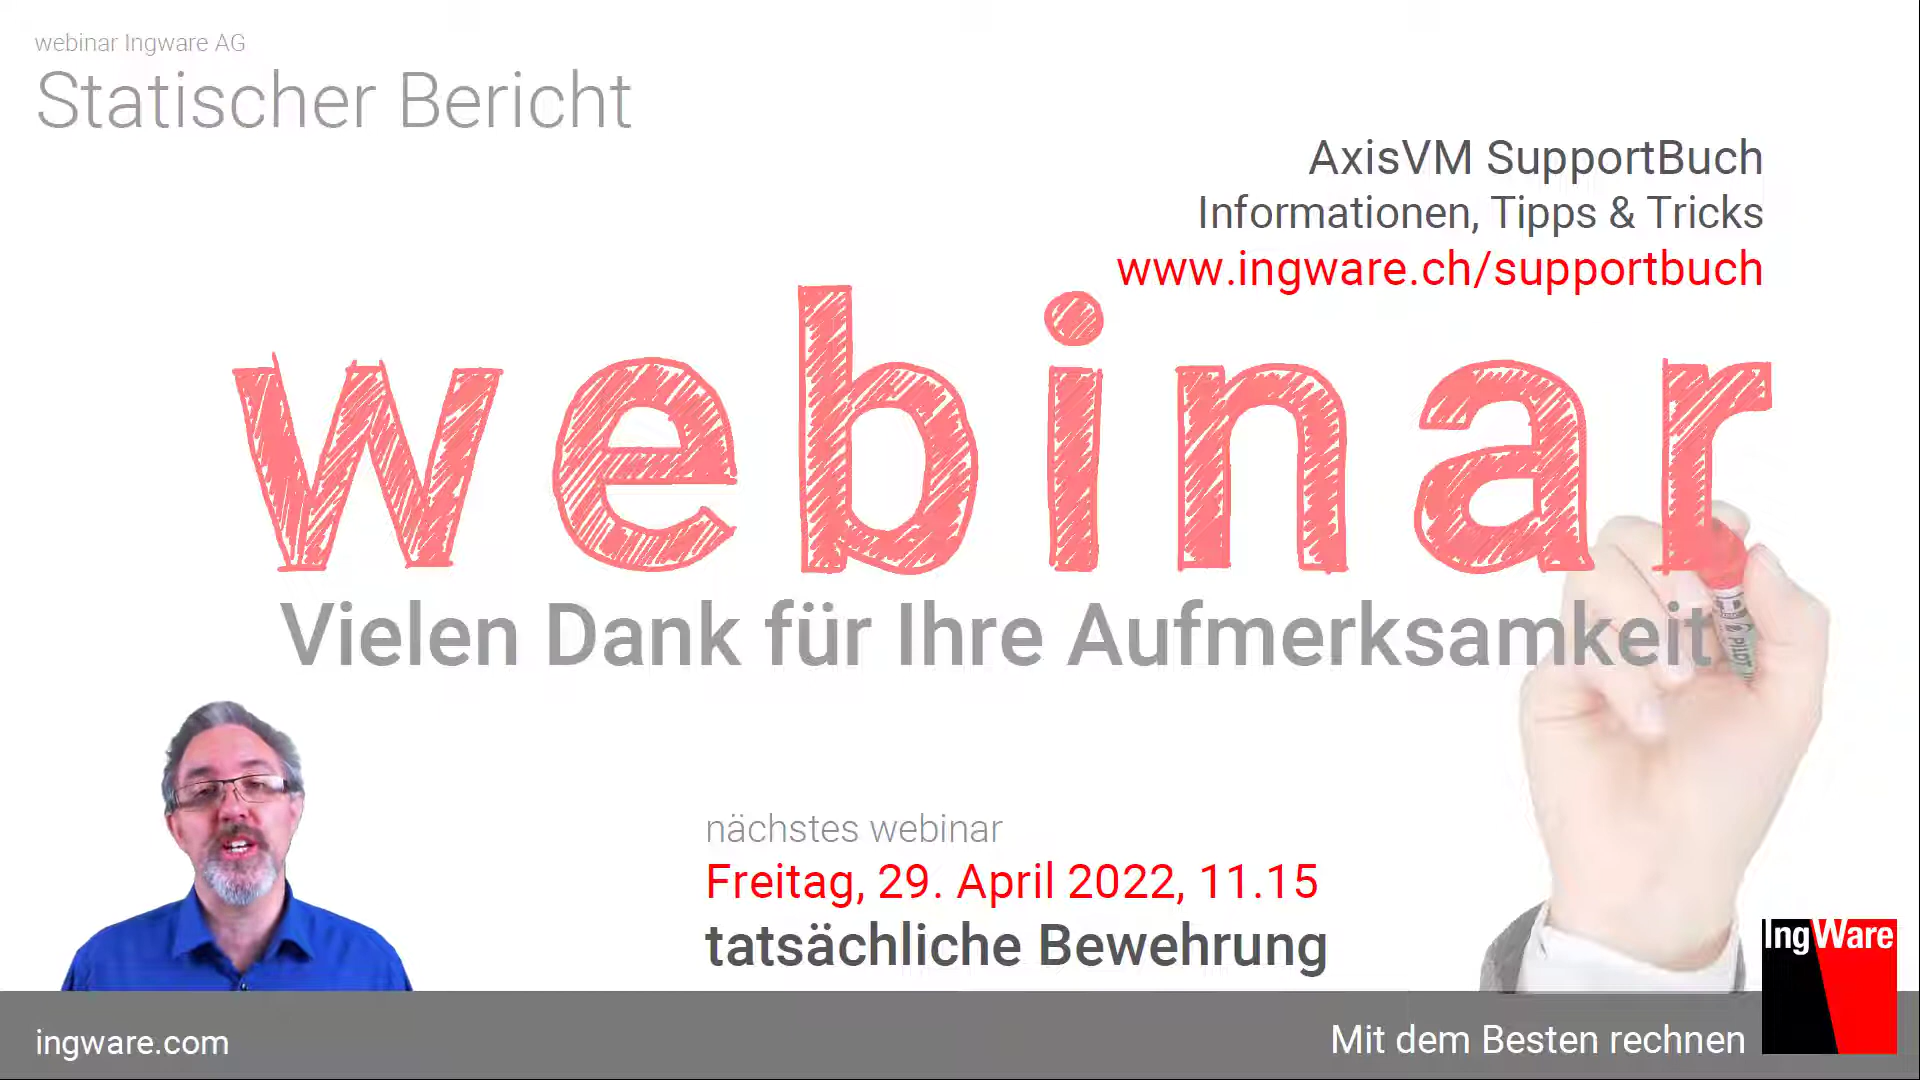 webinar Ingware AG
Statischer Bericht
AxisVM SupportBuch
Informationen, Tipps & Tricks
www.ingware.ch/supportbuch
webinar
Vielen Dank für Ihre Aufmerksamkeit
PILOT
nächstes webinar
Freitag, 29. April 2022, 11.15
tatsächliche Bewehrung
IngWare
ingware.com
Mit dem Besten rechnen